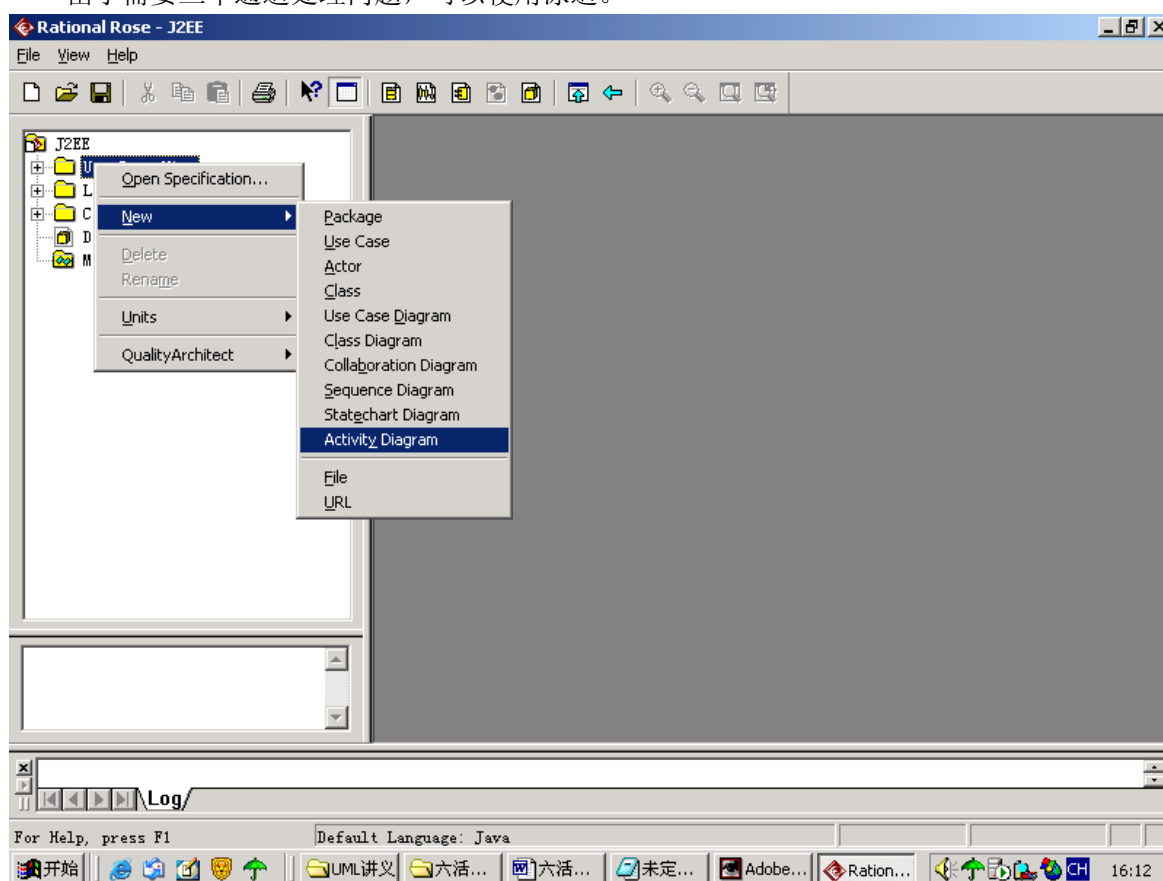 Rational Rose - J2EE
File View Help
J2EE
U
L
C
D
M
Open Specification...
New
Delete
Rename
Units
QualityArchitect
Package
Use Case
Actor
Class
Use Case Diagram
Class Diagram
Collaboration Diagram
Sequence Diagram
Statechart Diagram
Activity Diagram
File
URL
Log
For Help, press F1
Default Language: Java
开始
UML讲义
六活...
六活...
未定...
Adobe...
Ration...
CH
16:12